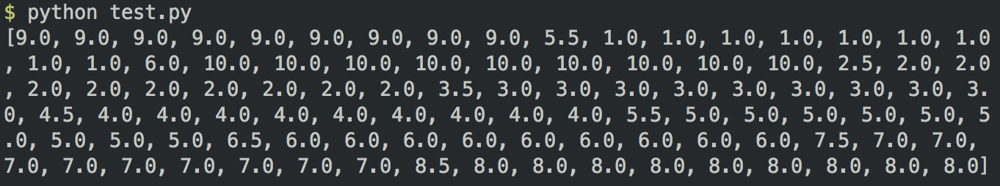 $ python test.py
[9.0, 9.0, 9.0, 9.0, 9.0, 9.0, 9.0, 9.0, 9.0, 5.5, 1.0, 1.0, 1.0, 1.0, 1.0, 1.0, 1.0
, 1.0, 1.0, 6.0, 10.0, 10.0, 10.0, 10.0, 10.0, 10.0, 10.0, 10.0, 10.0, 2.5, 2.0, 2.0
, 2.0, 2.0, 2.0, 2.0, 2.0, 2.0, 2.0, 3.5, 3.0, 3.0, 3.0, 3.0, 3.0, 3.0, 3.0, 3.0, 3.
0, 4.5, 4.0, 4.0, 4.0, 4.0, 4.0, 4.0, 4.0, 4.0, 4.0, 5.5, 5.0, 5.0, 5.0, 5.0, 5.0, 5
.0, 5.0, 5.0, 5.0, 6.5, 6.0, 6.0, 6.0, 6.0, 6.0, 6.0, 6.0, 6.0, 6.0, 7.5, 7.0, 7.0,
7.0, 7.0, 7.0, 7.0, 7.0, 7.0, 7.0, 8.5, 8.0, 8.0, 8.0, 8.0, 8.0, 8.0, 8.0, 8.0, 8.0]